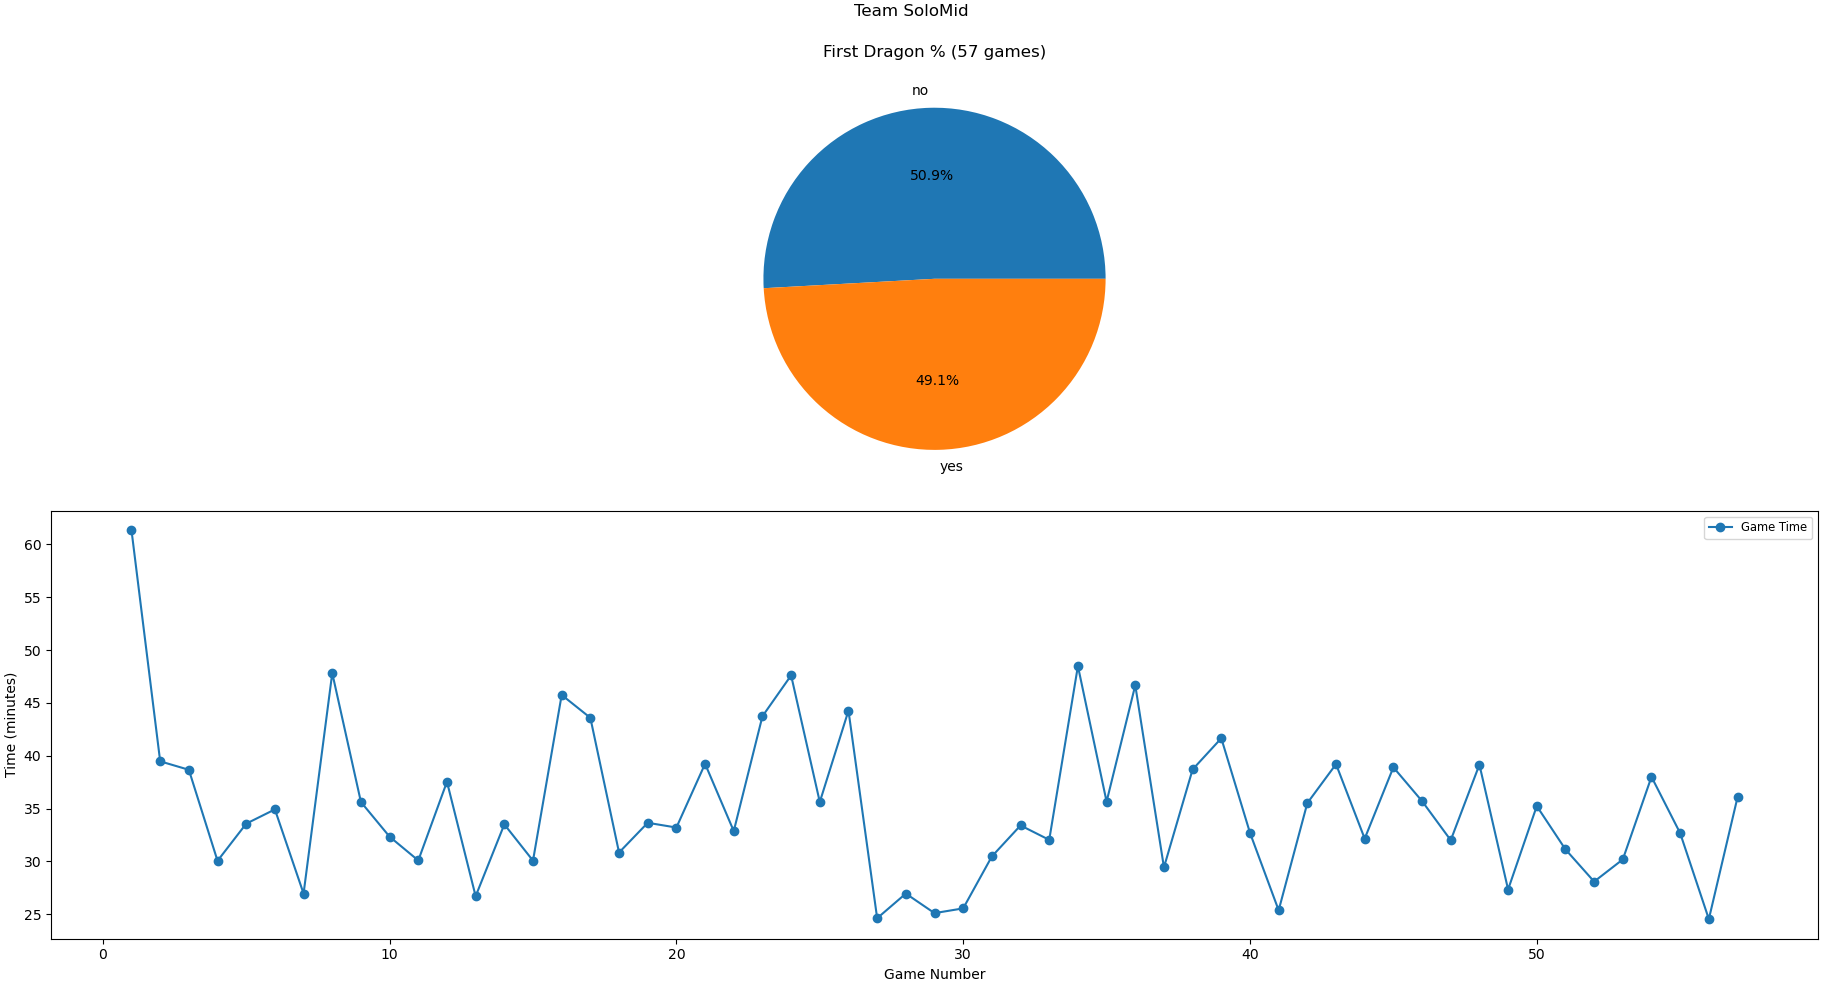 Team SoloMid
First Dragon % (57 games)
no
50.9%
49.1%
yes
Game Time
60
55
50
45
40
35
30
25
Time (minutes)
0 10 20 30 40 50
Game Number